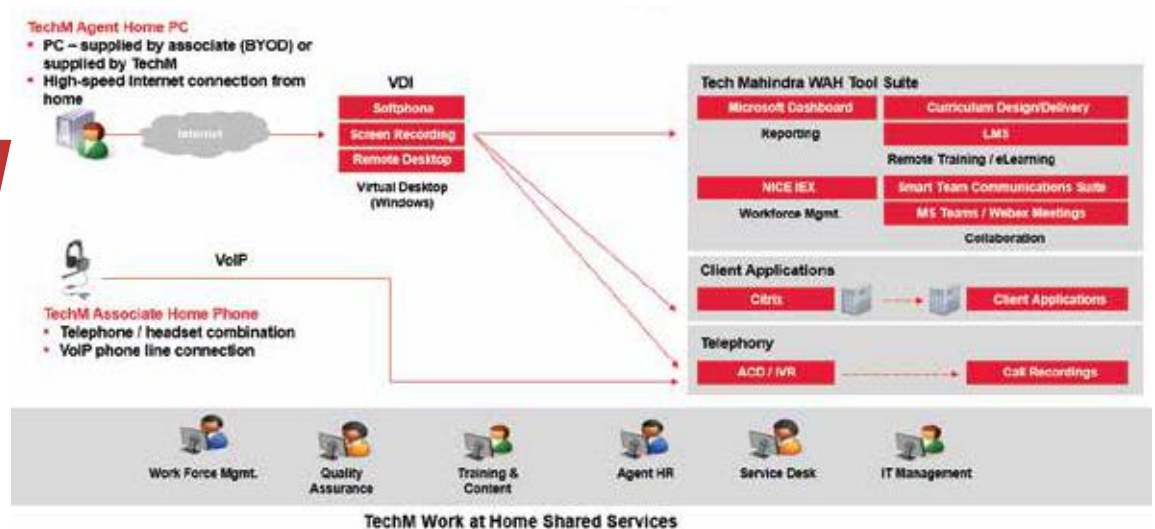 TechM Agent Home PC
• PC – supplied by associate (BYOD) or
supplied by TechM
• High-speed Internet connection from
home
Internet
VDI
Softphone
Screen Recording
Remote Desktop
Virtual Desktop
(Windows)
VoIP
TechM Associate Home Phone
• Telephone / headset combination
• VoIP phone line connection
Tech Mahindra WAH Tool Suite
Microsoft Dashboard
Reporting
Curriculum Design/Delivery
LMS
Remote Training / eLearning
NICE IEX
Workforce Mgmt.
Smart Team Communications Suite
MS Teams / Webex Meetings
Collaboration
Client Applications
Citrix
Client Applications
Telephony
ACD / IVR
Call Recordings
Work Force Mgmt.
Quality
Assurance
Training &
Content
Agent HR
Service Desk
IT Management
TechM Work at Home Shared Services